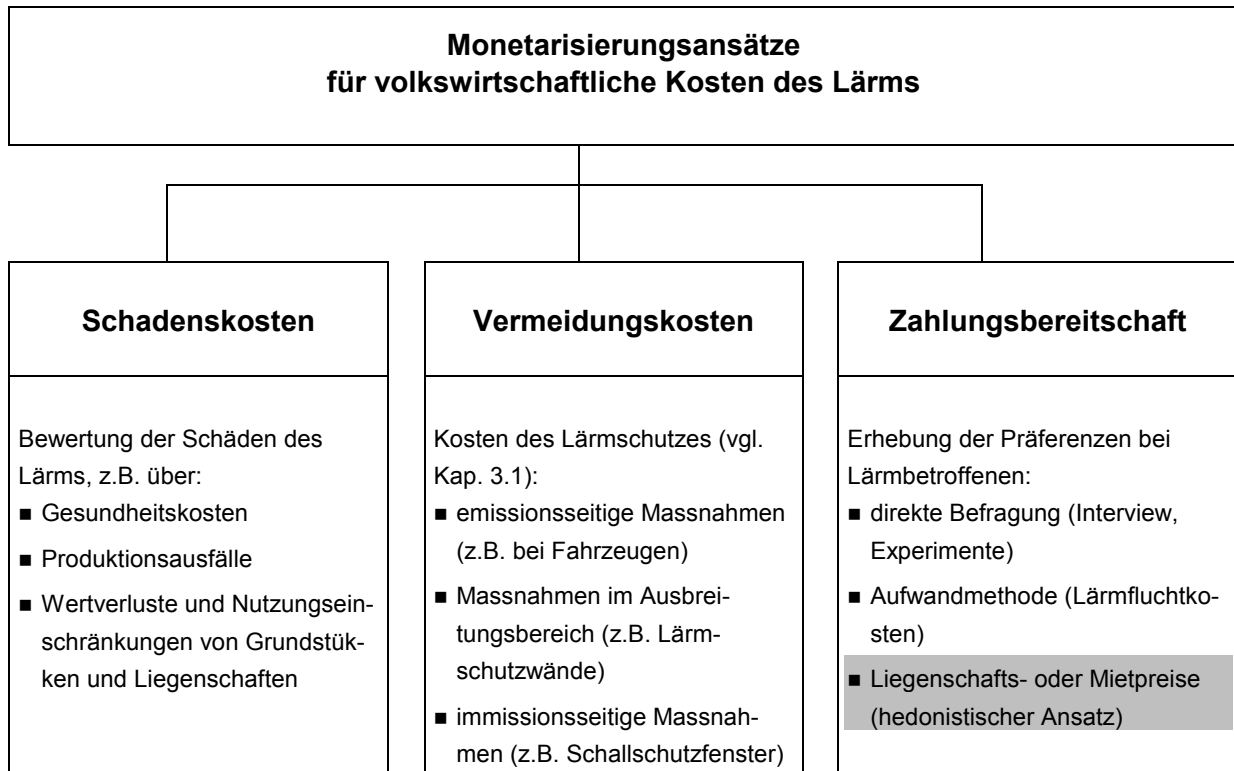 Monetarisierungsansätze
für volkswirtschaftliche Kosten des Lärms
Schadenskosten
Bewertung der Schäden des
Lärms, z.B. über:
■ Gesundheitskosten
■ Produktionsausfälle
■ Wertverluste und Nutzungsein-
schränkungen von Grundstük-
ken und Liegenschaften
Vermeidungskosten
Kosten des Lärmschutzes (vgl.
Kap. 3.1):
■ emissionsseitige Massnahmen
(z.B. bei Fahrzeugen)
■ Massnahmen im Ausbrei-
tungsbereich (z.B. Lärm-
schutzwände)
■ immissionsseitige Massnah-
men (z.B. Schallschutzfenster)
Zahlungsbereitschaft
Erhebung der Präferenzen bei
Lärmbetroffenen:
■ direkte Befragung (Interview,
Experimente)
■ Aufwandmethode (Lärmfluchtko-
sten)
■ Liegenschafts- oder Mietpreise
(hedonistischer Ansatz)